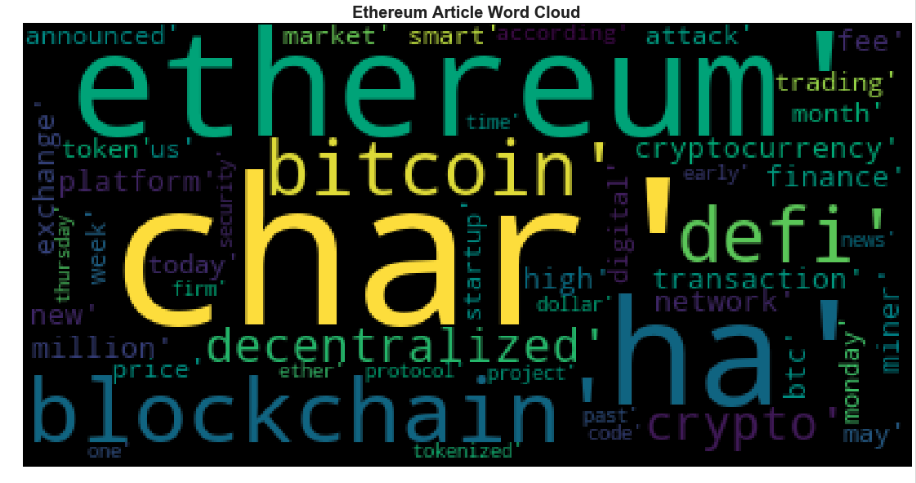 Ethereum Article Word Cloud
announced' market' smart' according' attack' fee'
ethereum'
trading'
month'
time'
exchange'
token'us'
bitcoin'
cryptocurrency'
platform'
security'
early'
finance'
char'
digital'
thursday'
week'
today'
firm'
startup'
defi'
news'
high'
dollar'
transaction'
new'
network'
ha'
miner'
million'
decentralized'
price'
ether'
protocol'
project'
btc'
monday'
blockchain'
past'
code'
crypto'
may'
one'
tokenized'